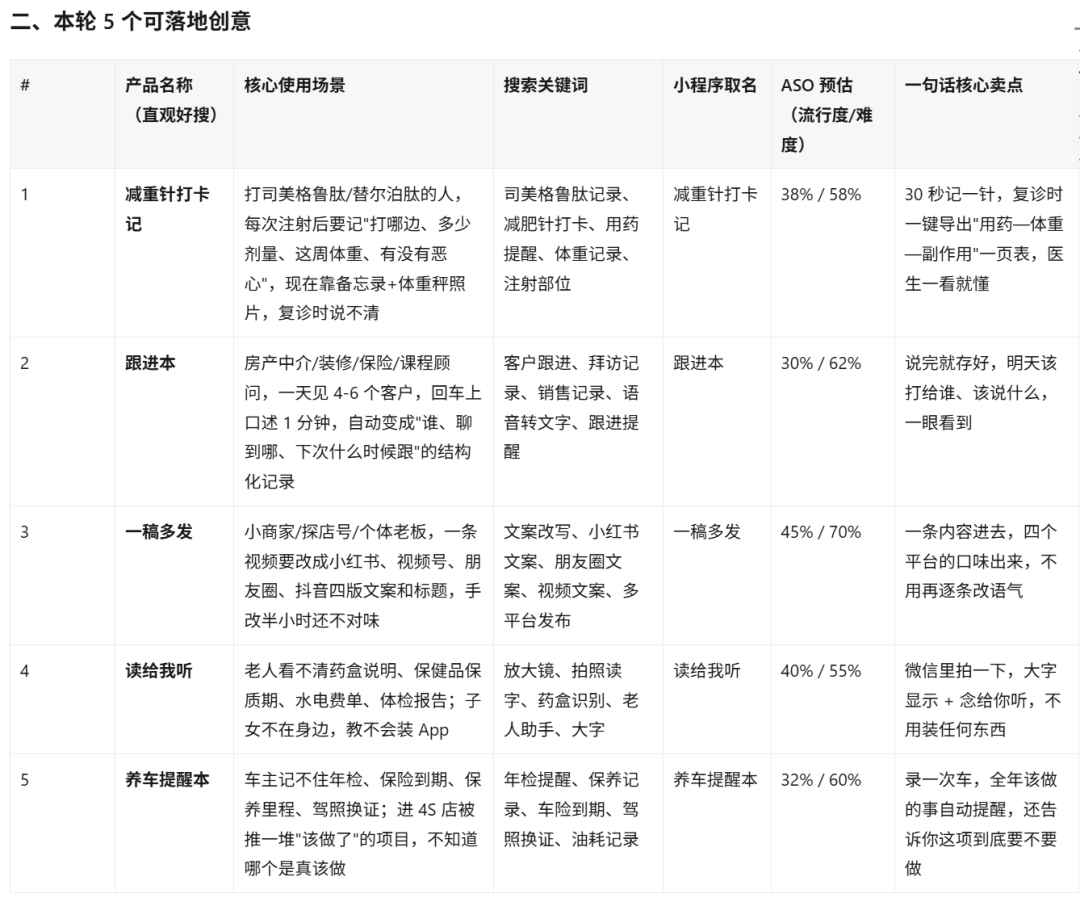 二、本轮 5 个可落地创意
#
产品名称
（直观好搜）
核心使用场景
搜索关键词
小程序取名
ASO 预估
（流行度/难
度）
一句话核心卖点
1
减重针打卡
记
打司美格鲁肽/替尔泊肽的人，
每次注射后要记"打哪边、多少
剂量、这周体重、有没有恶
心"，现在靠备忘录+体重秤照
片，复诊时说不清
司美格鲁肽记录、
减肥针打卡、用药
提醒、体重记录、
注射部位
减重针打卡
记
38% / 58%
30 秒记一针，复诊时
一键导出"用药—体重
—副作用"一页表，医
生一看就懂
2
跟进本
房产中介/装修/保险/课程顾
问，一天见 4-6 个客户，回车上
口述 1 分钟，自动变成"谁、聊
到哪、下次什么时候跟"的结构
化记录
客户跟进、拜访记
录、销售记录、语
音转文字、跟进提
醒
跟进本
30% / 62%
说完就存好，明天该
打给谁、该说什么，
一眼看到
3
一稿多发
小商家/探店号/个体老板，一条
视频要改成小红书、视频号、朋
友圈、抖音四版文案和标题，手
改半小时还不对味
文案改写、小红书
文案、朋友圈文
案、视频文案、多
平台发布
一稿多发
45% / 70%
一条内容进去，四个
平台的口味出来，不
用再逐条改语气
4
读给我听
老人看不清药盒说明、保健品保
质期、水电费单、体检报告；子
女不在身边，教不会装 App
放大镜、拍照读
字、药盒识别、老
人助手、大字
读给我听
40% / 55%
微信里拍一下，大字
显示 + 念给你听，不
用装任何东西
5
养车提醒本
车主记不住年检、保险到期、保
养里程、驾照换证；进 4S 店被
推一堆"该做了"的项目，不知道
哪个是真该做
年检提醒、保养记
录、车险到期、驾
照换证、油耗记录
养车提醒本
32% / 60%
录一次车，全年该做
的事自动提醒，还告
诉你这项到底要不要
做